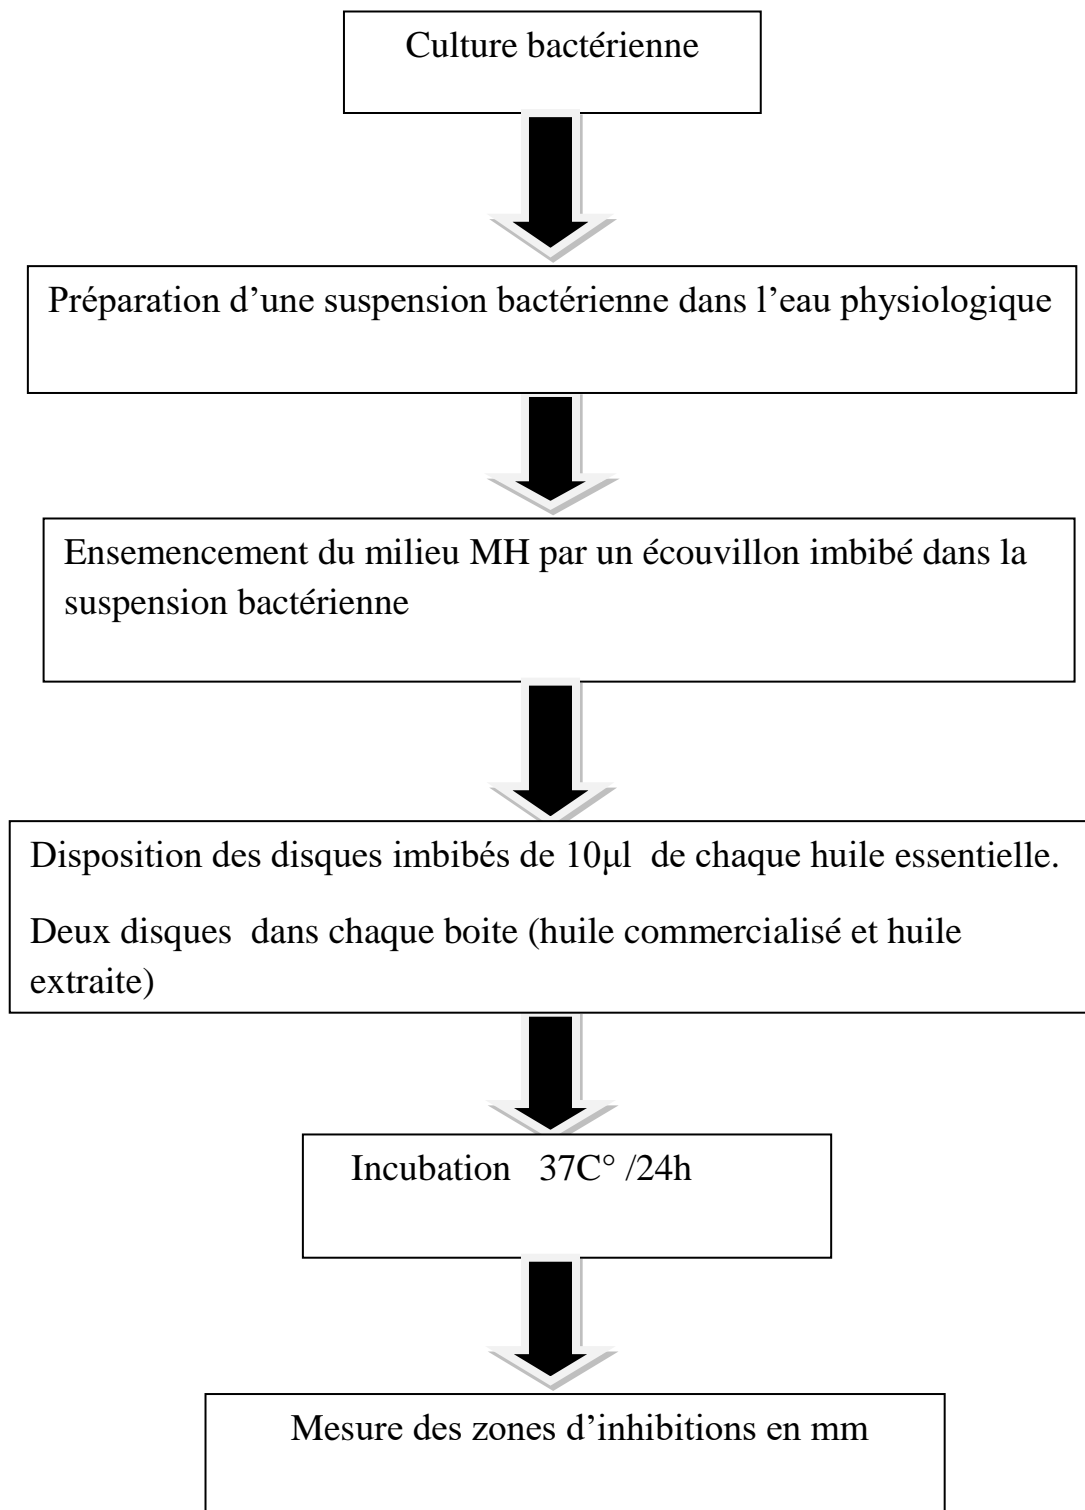 Culture bactérienne
Préparation d’une suspension bactérienne dans l’eau physiologique
Ensemencement du milieu MH par un écouvillon imbibé dans la
suspension bactérienne
Disposition des disques imbibés de 10µl de chaque huile essentielle.
Deux disques dans chaque boite (huile commercialisé et huile
extraite)
Incubation 37C° /24h
Mesure des zones d’inhibitions en mm